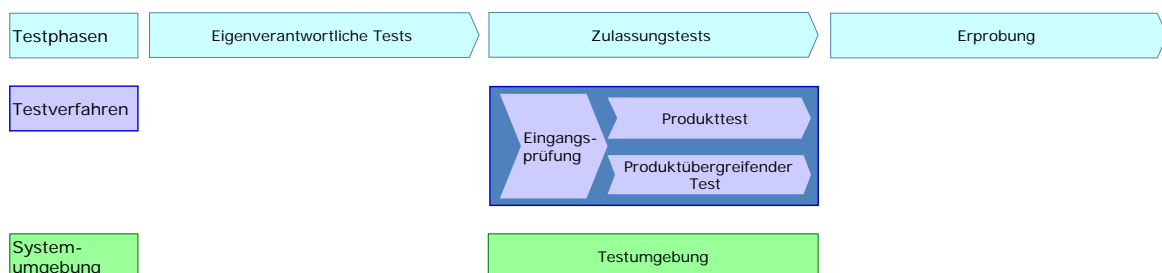 Testphasen
Eigenverantwortliche Tests
Zulassungstests
Erprobung
Testverfahren
Eingangs-
prüfung
Produkttest
Produktübergreifender
Test
System-
umgebung
Testumgebung